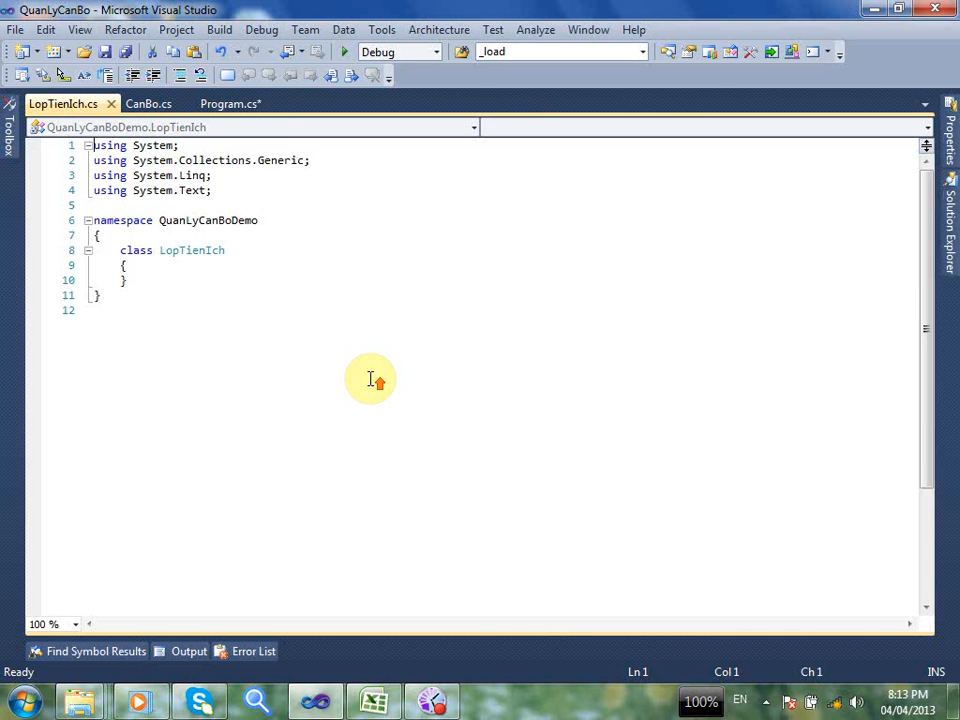 QuanLyCanBo - Microsoft Visual Studio
File Edit View Refactor Project Build Debug Team Data Tools Architecture Test Analyze Window Help
Debug _load
LopTienIch.cs CanBo.cs Program.cs*
Toolbox
Properties
Solution Explorer
QuanLyCanBoDemo.LopTienIch
1 using System;
2 using System.Collections.Generic;
3 using System.Linq;
4 using System.Text;
5
6 namespace QuanLyCanBoDemo
7 {
8 class LopTienIch
9 {
10 }
11 }
12
100 %
Find Symbol Results Output Error List
Ready Ln 1 Col 1 Ch 1 INS
100% EN 8:13 PM
04/04/2013